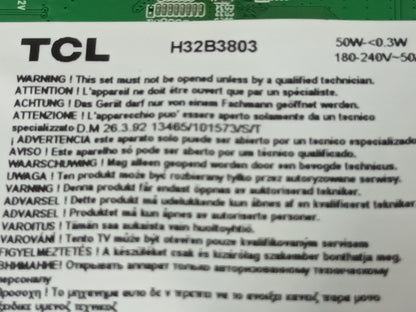 TCL H32B3803 50W-<0.3W
180-240V~50
WARNING ! This set must not be opened unless by a qualified technician.
ATTENTION ! L'appareil ne doit être ouvert que par un spécialiste.
ACHTUNG ! Das Gerät darf nur von einem Fachmann geöffnet werden.
ATTENZIONE ! L'apparecchio puo' essere aperto solamente da un tecnico
specializzato D.M 26.3.92 13465/101573/S/T
¡ ADVERTENCIA este aparato solo puede ser abierto por un tecnico especializado
AVISO ! Este aparelho só pode ser aberto por um técnico qualificado.
WAARSCHUWING ! Mag alleen geopend worden door een bevoegde technicus.
UWAGA ! Ten produkt może być rozbierany tylko przez autoryzowane serwisy.
VARNING ! Denna produkt får endast öppnas av auktoriserad tekniker.
ADVARSEL ! Dette produkt må udelukkende kun åbnes af en kvalificeret tekniker
ADVARSEL ! Produktet må kun åpnes av autoriserte personer.
VAROITUS ! Tämän saa aukaista vain huoltoyhtiö.
VAROVÁNÍ ! Tento TV může být otevřen pouze kvalifikovaným servisem
FIGYELMEZTETÉS ! A készüléket csak és kizárólag szakember bonthatja meg.
ВНИМАНИЕ! Открывать аппарат только авторизованному техническому
персоналу